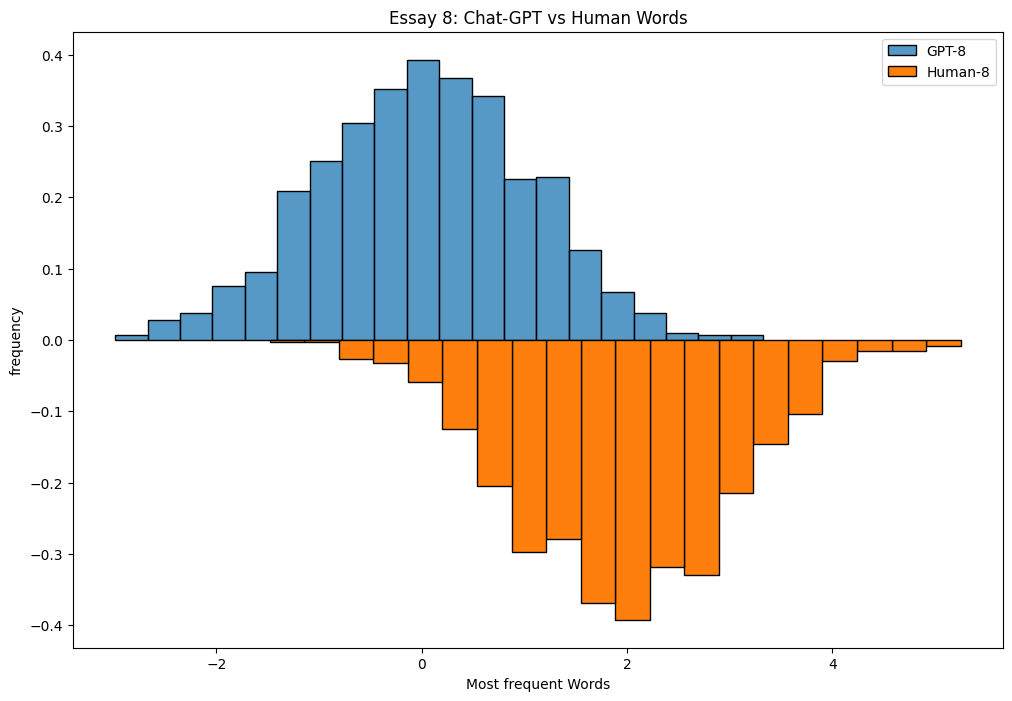 Essay 8: Chat-GPT vs Human Words
GPT-8
Human-8
0.4
0.3
0.2
0.1
0.0
−0.1
−0.2
−0.3
−0.4
frequency
−2
0
2
4
Most frequent Words